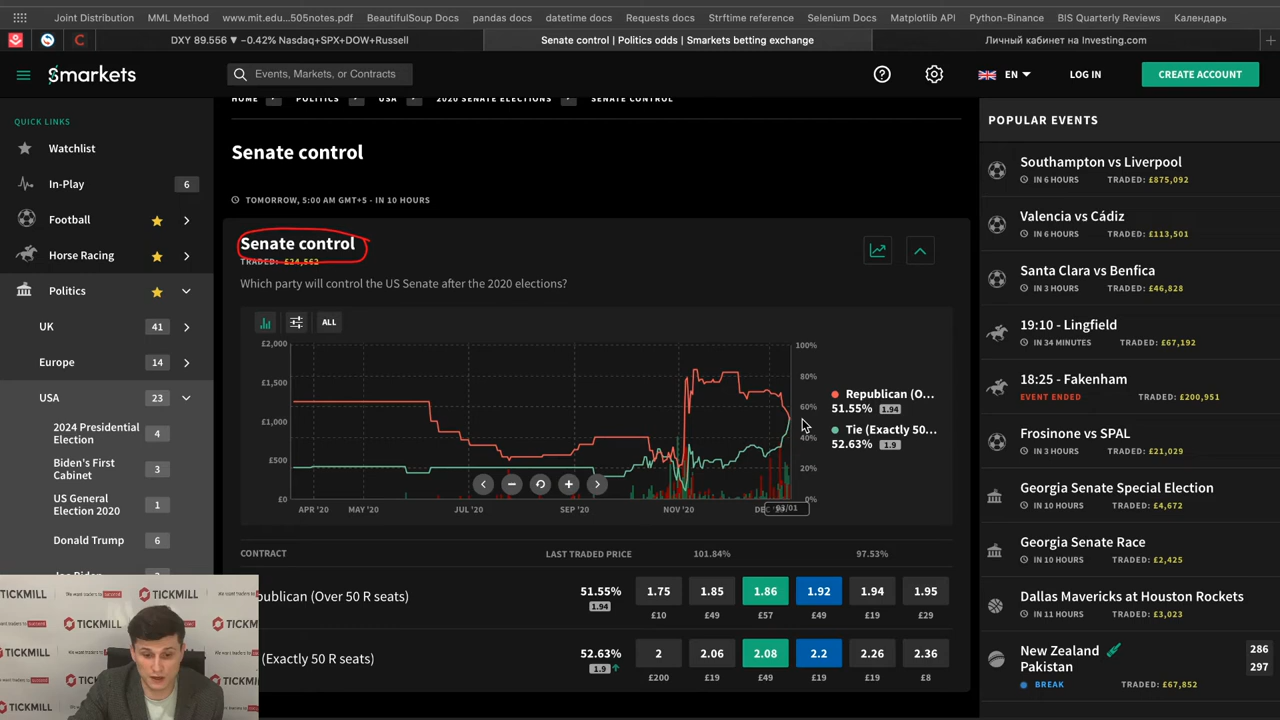 Joint Distribution MML Method www.mit.edu...505notes.pdf BeautifulSoup Docs pandas docs datetime docs Requests docs Strftime reference Selenium Docs Matplotlib API Python-Binance BIS Quarterly Reviews Календарь
DXY 89.556 ▼ −0.42% Nasdaq+SPX+DOW+Russell Senate control | Politics odds | Smarkets betting exchange Личный кабинет на Investing.com
Smarkets Events, Markets, or Contracts EN LOG IN CREATE ACCOUNT
HOME POLITICS USA 2020 SENATE ELECTIONS SENATE CONTROL
QUICK LINKS
Watchlist
In-Play 6
Football
Horse Racing
Politics
UK 41
Europe 14
USA 23
2024 Presidential
Election 4
Biden's First
Cabinet 3
US General
Election 2020 1
Donald Trump 6
Senate control
TOMORROW, 5:00 AM GMT+5 - IN 10 HOURS
Senate control
TRADED: £24,562
Which party will control the US Senate after the 2020 elections?
ALL
£2,000 100%
80%
£1,500
60%
£1,000
40%
£500
20%
£0 0%
APR '20 MAY '20 JUL '20 SEP '20 NOV '20 03/01
Republican (O...
51.55% 1.94
Tie (Exactly 50...
52.63% 1.9
CONTRACT LAST TRADED PRICE 101.84% 97.53%
publican (Over 50 R seats) 51.55% 1.75 1.85 1.86 1.92 1.94 1.95
1.94 £10 £49 £57 £49 £19 £29
(Exactly 50 R seats) 52.63% 2 2.06 2.08 2.2 2.26 2.36
1.9 £200 £19 £49 £19 £19 £8
POPULAR EVENTS
Southampton vs Liverpool
IN 6 HOURS TRADED: £875,092
Valencia vs Cádiz
IN 6 HOURS TRADED: £113,501
Santa Clara vs Benfica
IN 3 HOURS TRADED: £46,828
19:10 - Lingfield
IN 34 MINUTES TRADED: £67,192
18:25 - Fakenham
EVENT ENDED TRADED: £200,951
Frosinone vs SPAL
IN 3 HOURS TRADED: £21,029
Georgia Senate Special Election
IN 10 HOURS TRADED: £4,672
Georgia Senate Race
IN 10 HOURS TRADED: £2,425
Dallas Mavericks at Houston Rockets
IN 11 HOURS TRADED: £3,023
New Zealand 286
Pakistan 297
BREAK TRADED: £67,852
TICKMILL
TICKMILL
TICKMILL
TICKMILL